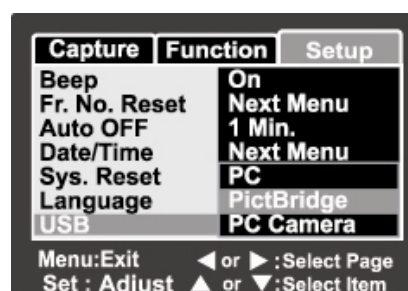 Capture Function Setup
Beep On
Fr. No. Reset Next Menu
Auto OFF 1 Min.
Date/Time Next Menu
Sys. Reset PC
Language PictBridge
USB PC Camera
Menu:Exit ◀ or ▶ :Select Page
Set : Adjust ▲ or ▼:Select Item